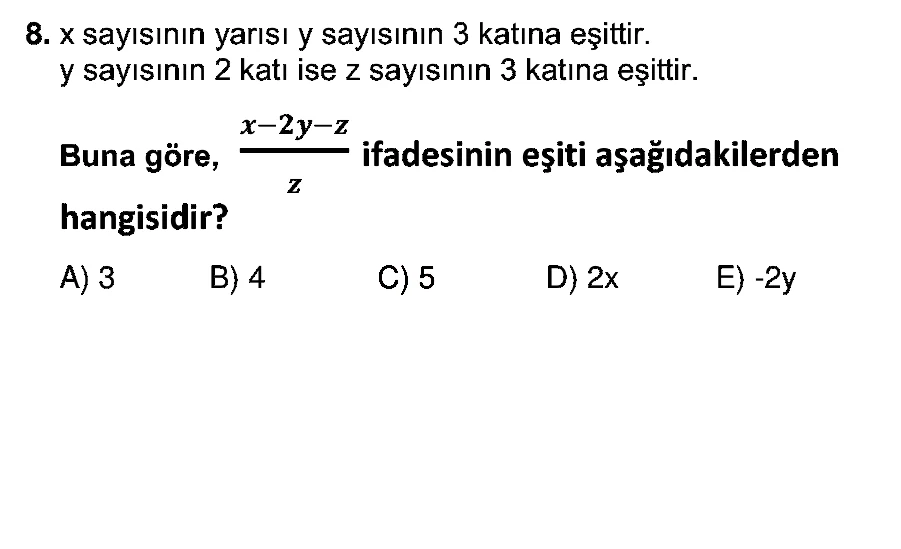 8. x sayısının yarısı y sayısının 3 katına eşittir.
y sayısının 2 katı ise z sayısının 3 katına eşittir.
x−2y−z
Buna göre, ifadesinin eşiti aşağıdakilerden
z
hangisidir?
A) 3 B) 4 C) 5 D) 2x E) -2y